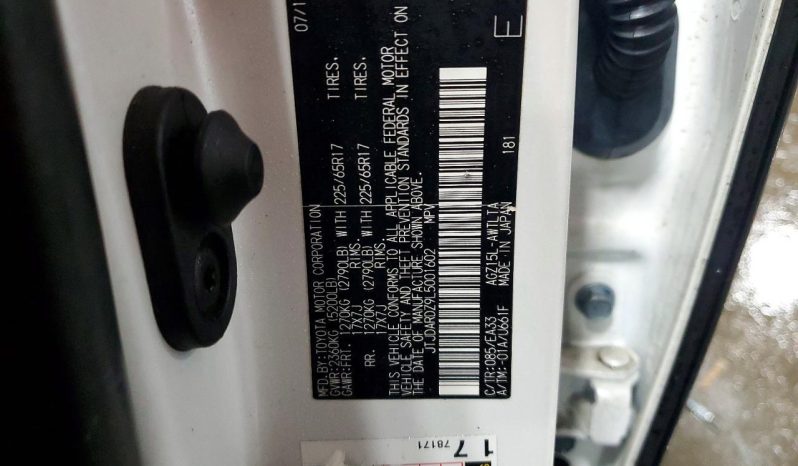 MFD.BY:TOYOTA MOTOR CORPORATION 07/1
GVWR:2360KG (5200LB)
GAWR:FRT. 1270KG (2790LB) WITH 225/65R17 TIRES.
17X7J RIMS.
RR. 1270KG (2790LB) WITH 225/65R17 TIRES.
17X7J RIMS.
THIS VEHICLE CONFORMS TO ALL APPLICABLE FEDERAL MOTOR
VEHICLE SAFETY AND THEFT PREVENTION STANDARDS IN EFFECT ON
THE DATE OF MANUFACTURE SHOWN ABOVE.
JTJDARDZ9L5001602 MPV
C/TR:085/EA33 AGZ15L-AWTLTA
A/TM:-01A/U661F MADE IN JAPAN 181
E
17
78171